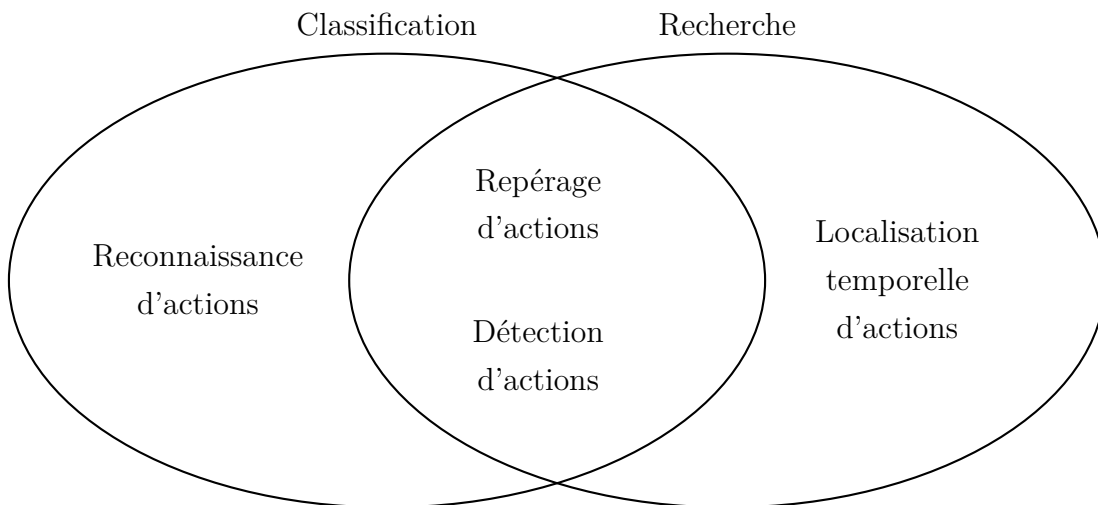 Classification
Recherche
Reconnaissance
d'actions
Repérage
d'actions
Détection
d'actions
Localisation
temporelle
d'actions